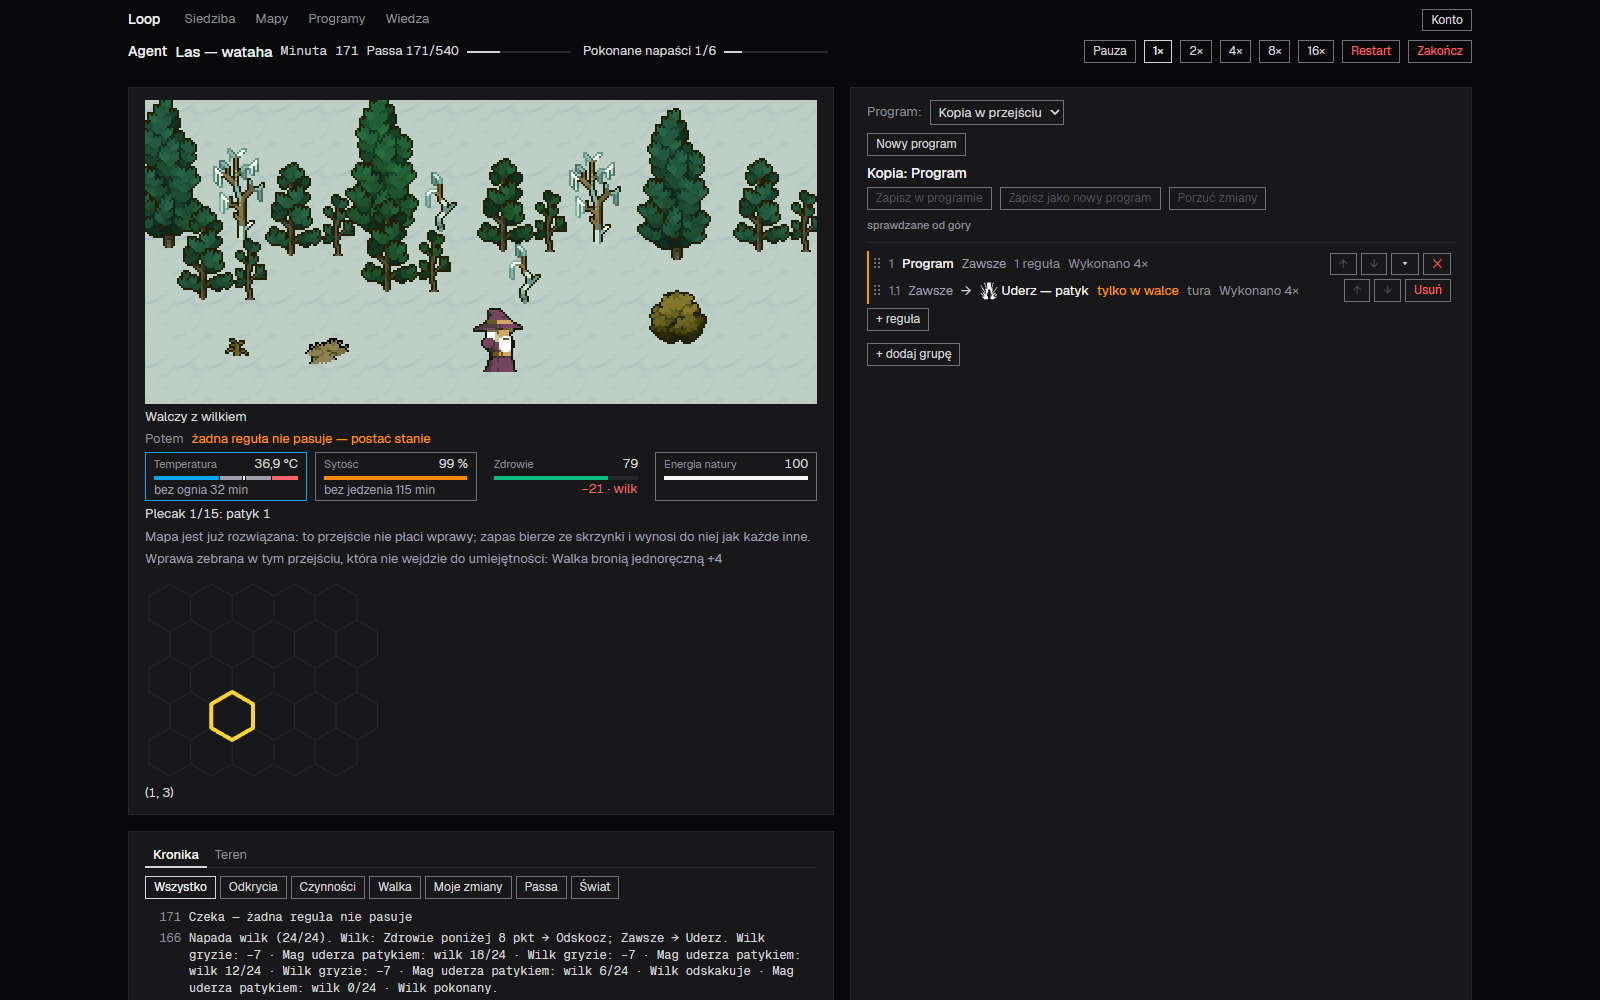 Loop Siedziba Mapy Programy Wiedza Konto
Agent Las — wataha Minuta 171 Passa 171/540 Pokonane napaści 1/6 Pauza 1× 2× 4× 8× 16× Restart Zakończ
Walczy z wilkiem
Potem żadna reguła nie pasuje — postać stanie
Temperatura 36,9 °C Sytość 99 % Zdrowie 79 Energia natury 100
bez ognia 32 min bez jedzenia 115 min −21 · wilk
Plecak 1/15: patyk 1
Mapa jest już rozwiązana: to przejście nie płaci wprawy; zapas bierze ze skrzynki i wynosi do niej jak każde inne.
Wprawa zebrana w tym przejściu, która nie wejdzie do umiejętności: Walka bronią jednoręczną +4
(1, 3)
Kronika Teren
Wszystko Odkrycia Czynności Walka Moje zmiany Passa Świat
171 Czeka — żadna reguła nie pasuje
166 Napada wilk (24/24). Wilk: Zdrowie poniżej 8 pkt → Odskocz; Zawsze → Uderz. Wilk
gryzie: −7 · Mag uderza patykiem: wilk 18/24 · Wilk gryzie: −7 · Mag uderza patykiem:
wilk 12/24 · Wilk gryzie: −7 · Mag uderza patykiem: wilk 6/24 · Wilk odskakuje · Mag
uderza patykiem: wilk 0/24 · Wilk pokonany.
Program: Kopia w przejściu
Nowy program
Kopia: Program
Zapisz w programie Zapisz jako nowy program Porzuć zmiany
sprawdzane od góry
1 Program Zawsze 1 reguła Wykonano 4×
1.1 Zawsze → Uderz — patyk tylko w walce tura Wykonano 4× Usuń
+ reguła
+ dodaj grupę